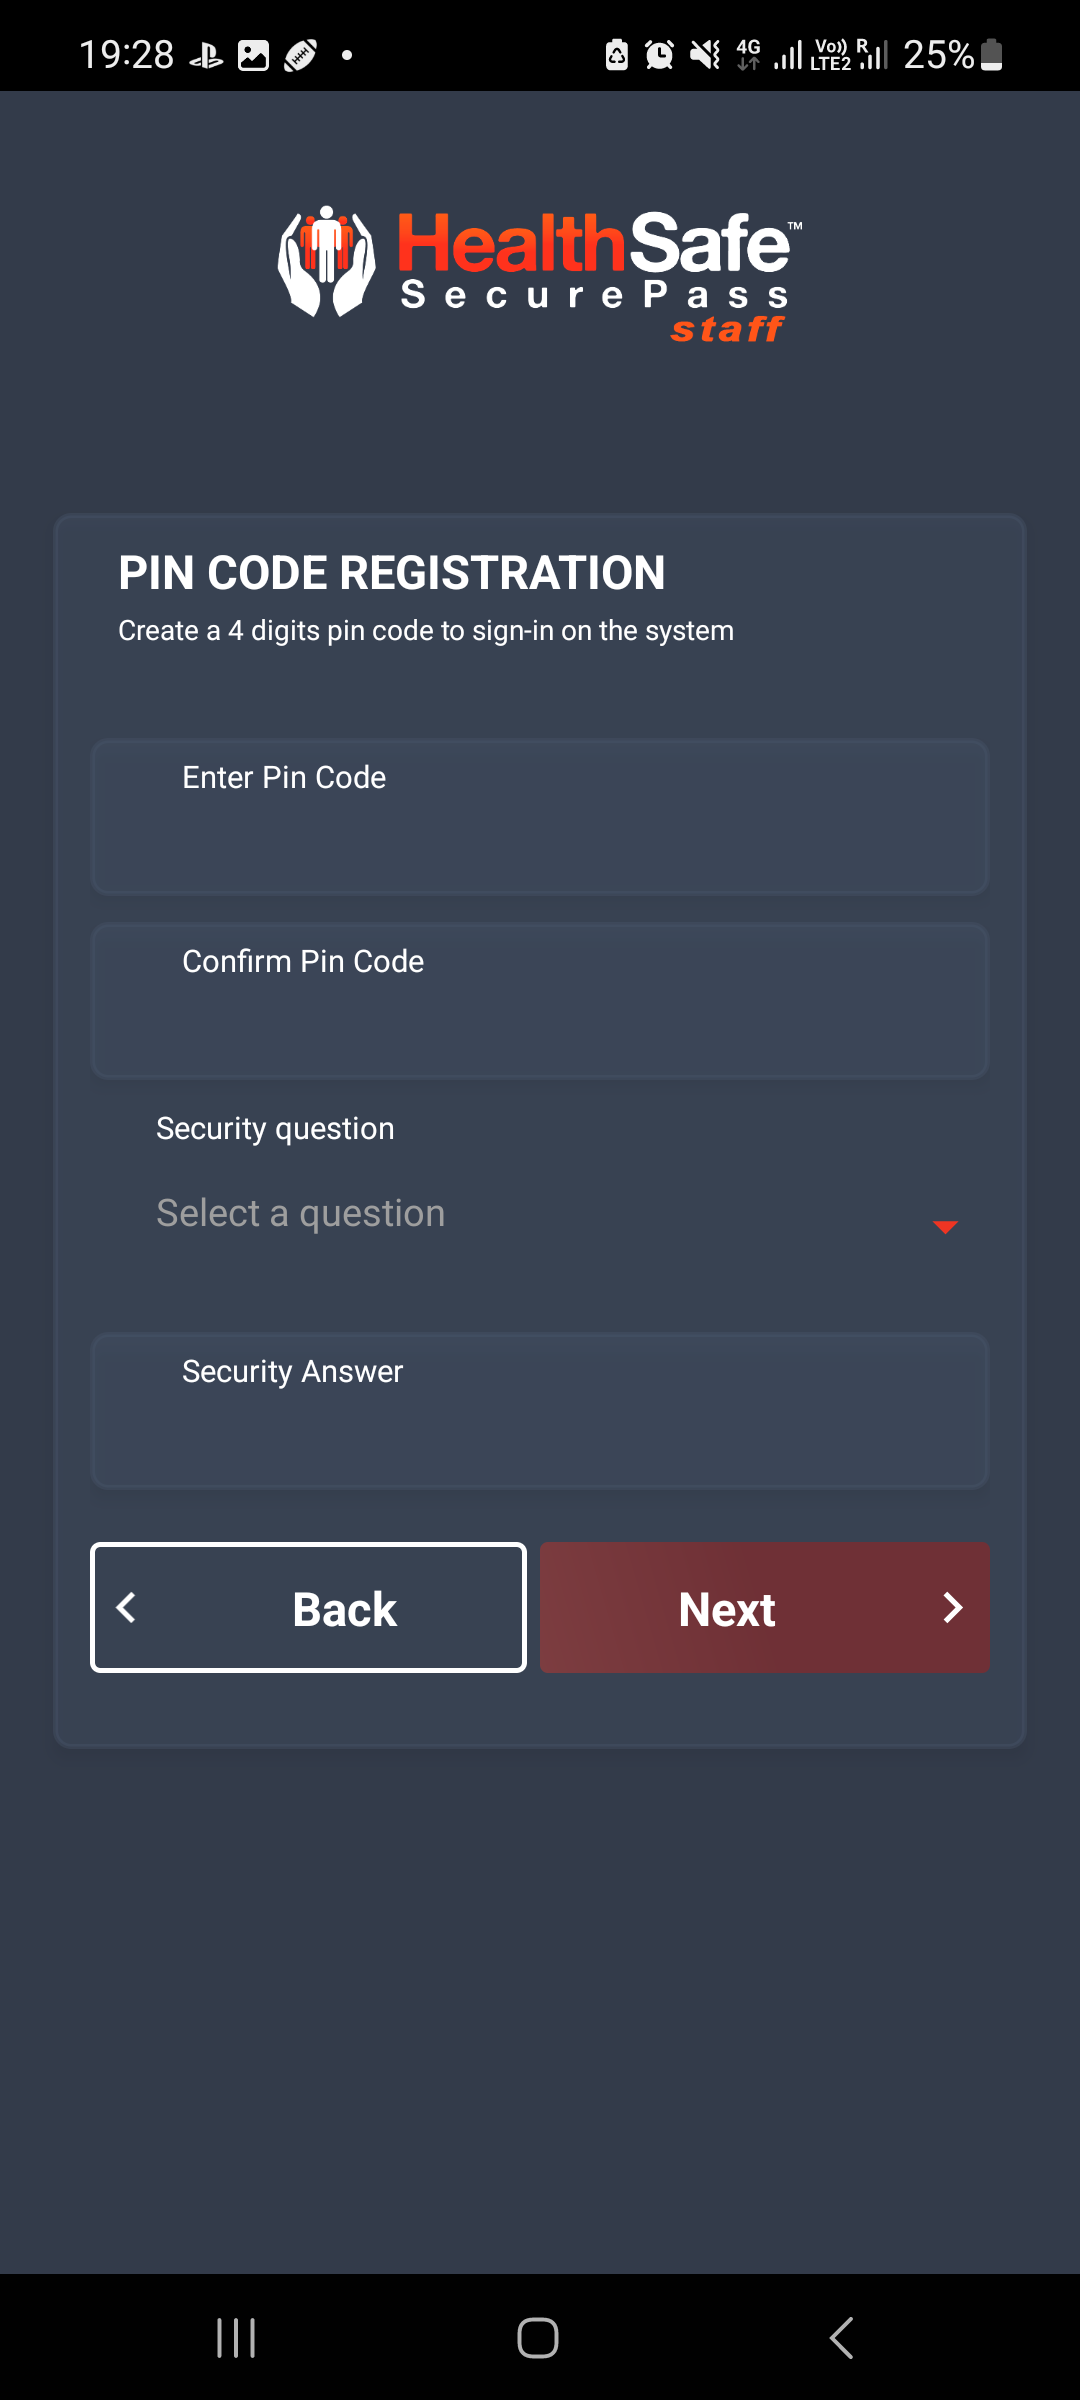 19:28
4G
Vo)) R
LTE2
25%
HealthSafe™
SecurePass
staff
PIN CODE REGISTRATION
Create a 4 digits pin code to sign-in on the system
Enter Pin Code
Confirm Pin Code
Security question
Select a question
Security Answer
Back
Next